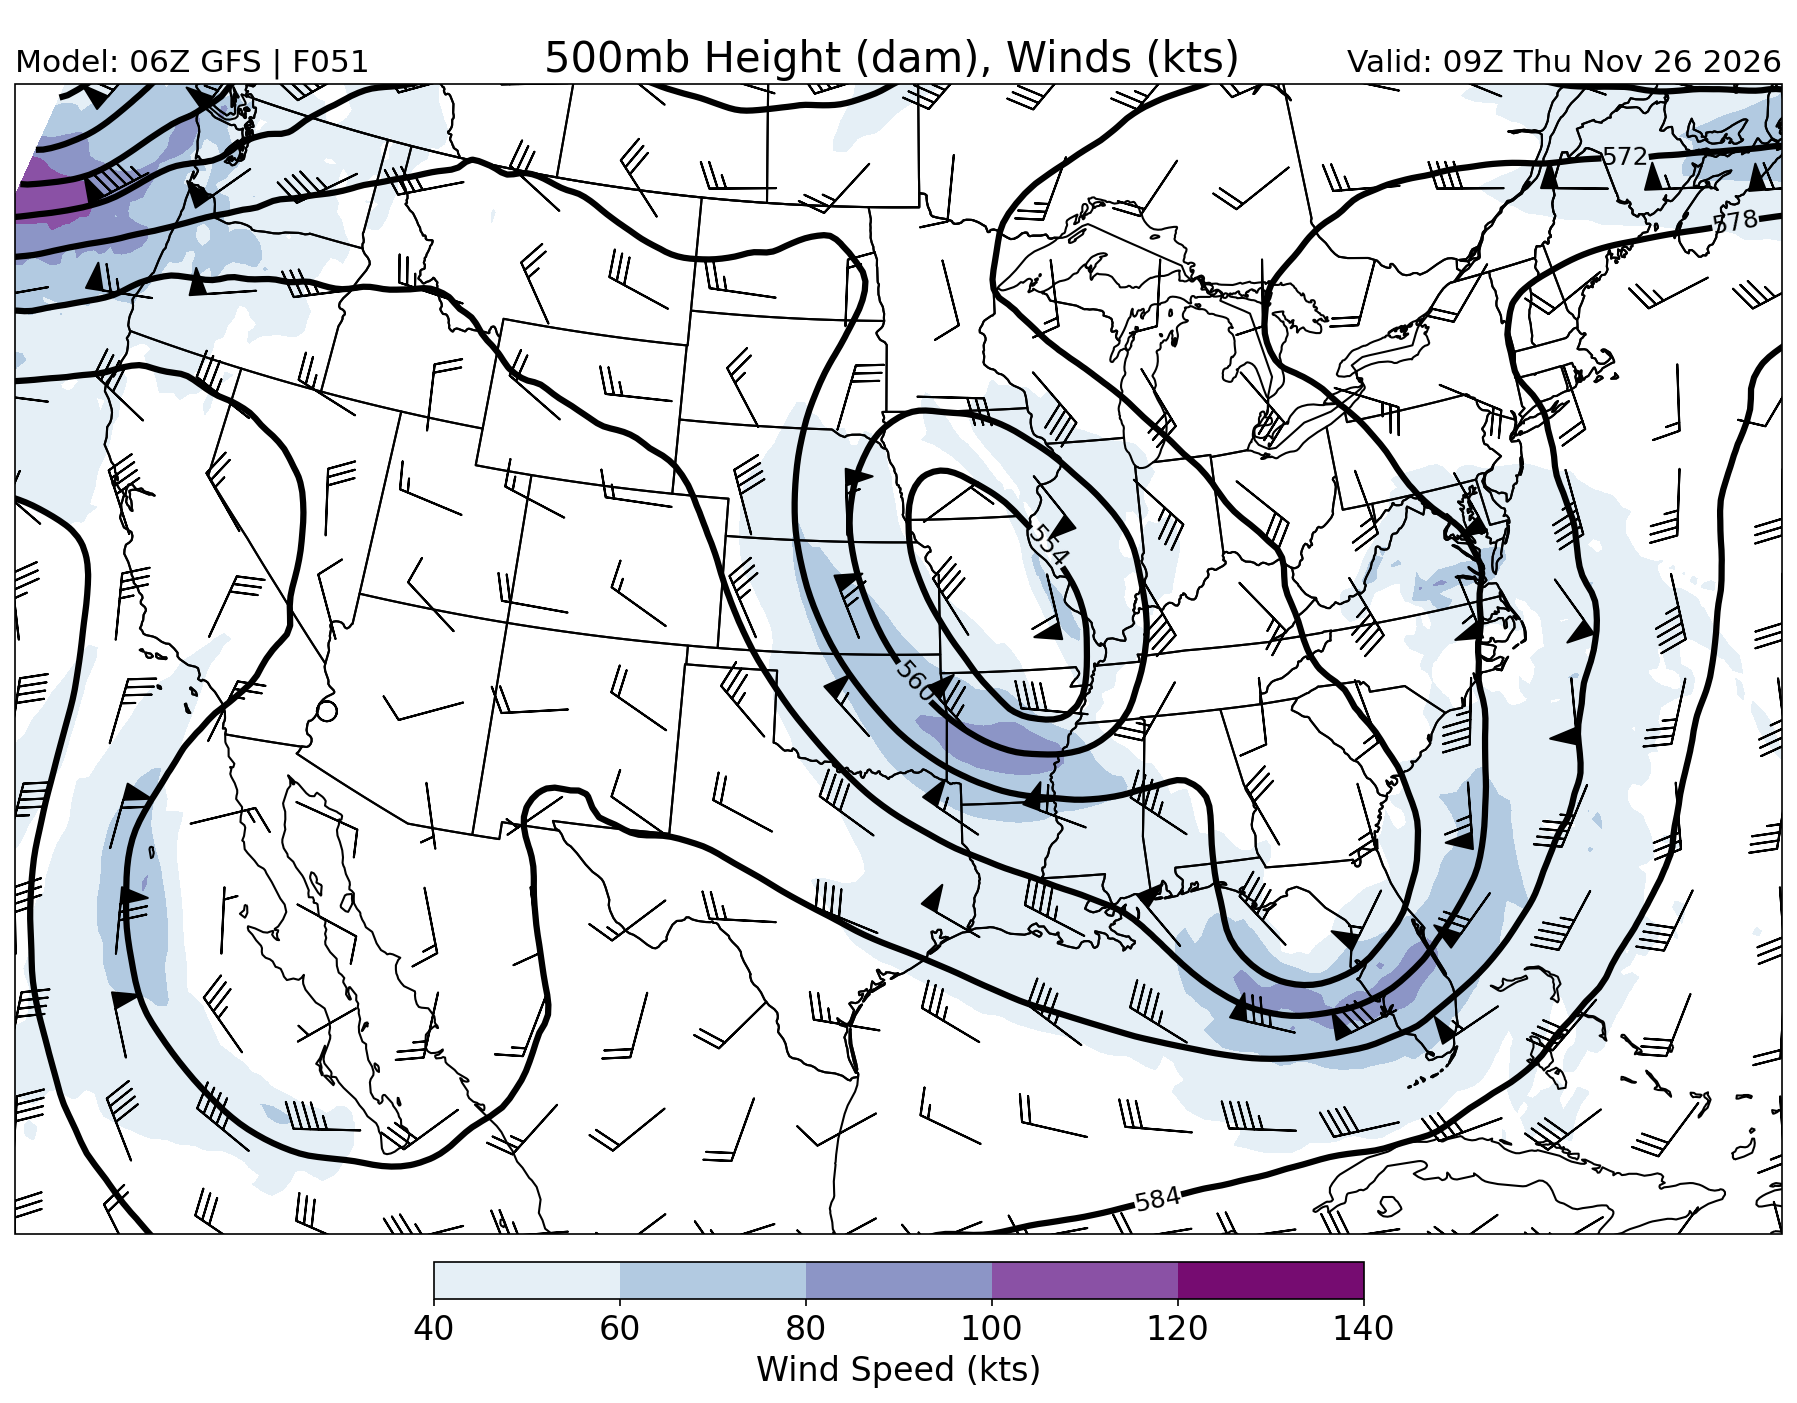 Model: 06Z GFS | F051
500mb Height (dam), Winds (kts)
Valid: 09Z Thu Nov 26 2026
572
578
554
560
584
40 60 80 100 120 140
Wind Speed (kts)